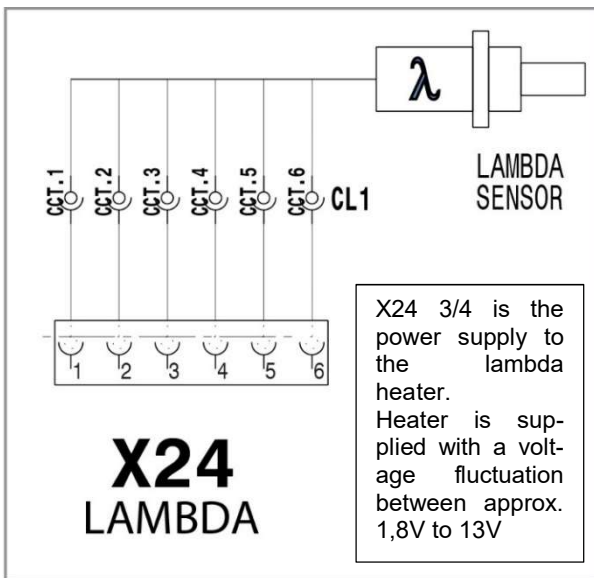 λ
LAMBDA
SENSOR
CCT.1 CCT.2 CCT.3 CCT.4 CCT.5 CCT.6 CL1
1 2 3 4 5 6
X24
LAMBDA
X24 3/4 is the
power supply to
the lambda
heater.
Heater is sup-
plied with a volt-
age fluctuation
between approx.
1,8V to 13V